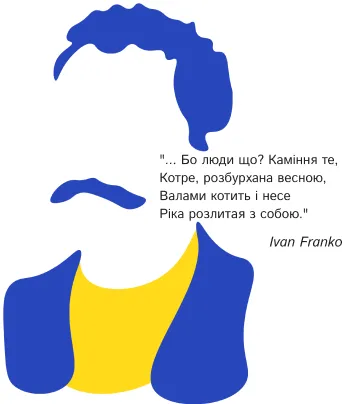 "... Бо люди що? Каміння те,
Котре, розбурхана весною,
Валами котить і несе
Ріка розлитая з собою."
Ivan Franko